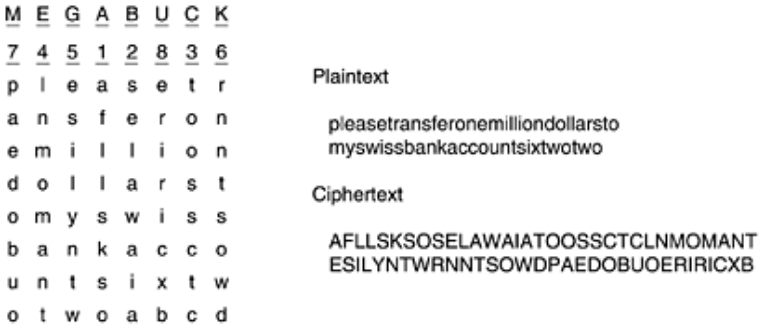 M E G A B U C K
7 4 5 1 2 8 3 6
p l e a s e t r
a n s f e r o n
e m i l l i o n
d o l l a r s t
o m y s w i s s
b a n k a c c o
u n t s i x t w
o t w o a b c d
Plaintext
pleasetransferonemilliondollarsto
myswissbankaccountsixtwotwo
Ciphertext
AFLLSKSOSELAWAIATOOSSCTCLNMOMANT
ESILYNTWRNNTSOWDPAEDOBUOERIRICXB